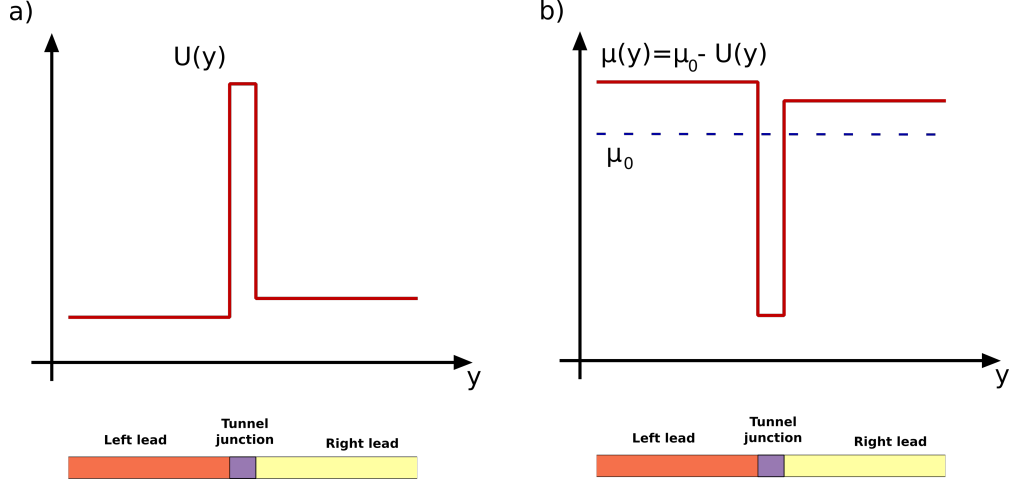 a)
U(y)
y
Left lead
Tunnel
junction
Right lead
b)
μ(y)=μ₀- U(y)
μ₀
y
Left lead
Tunnel
junction
Right lead